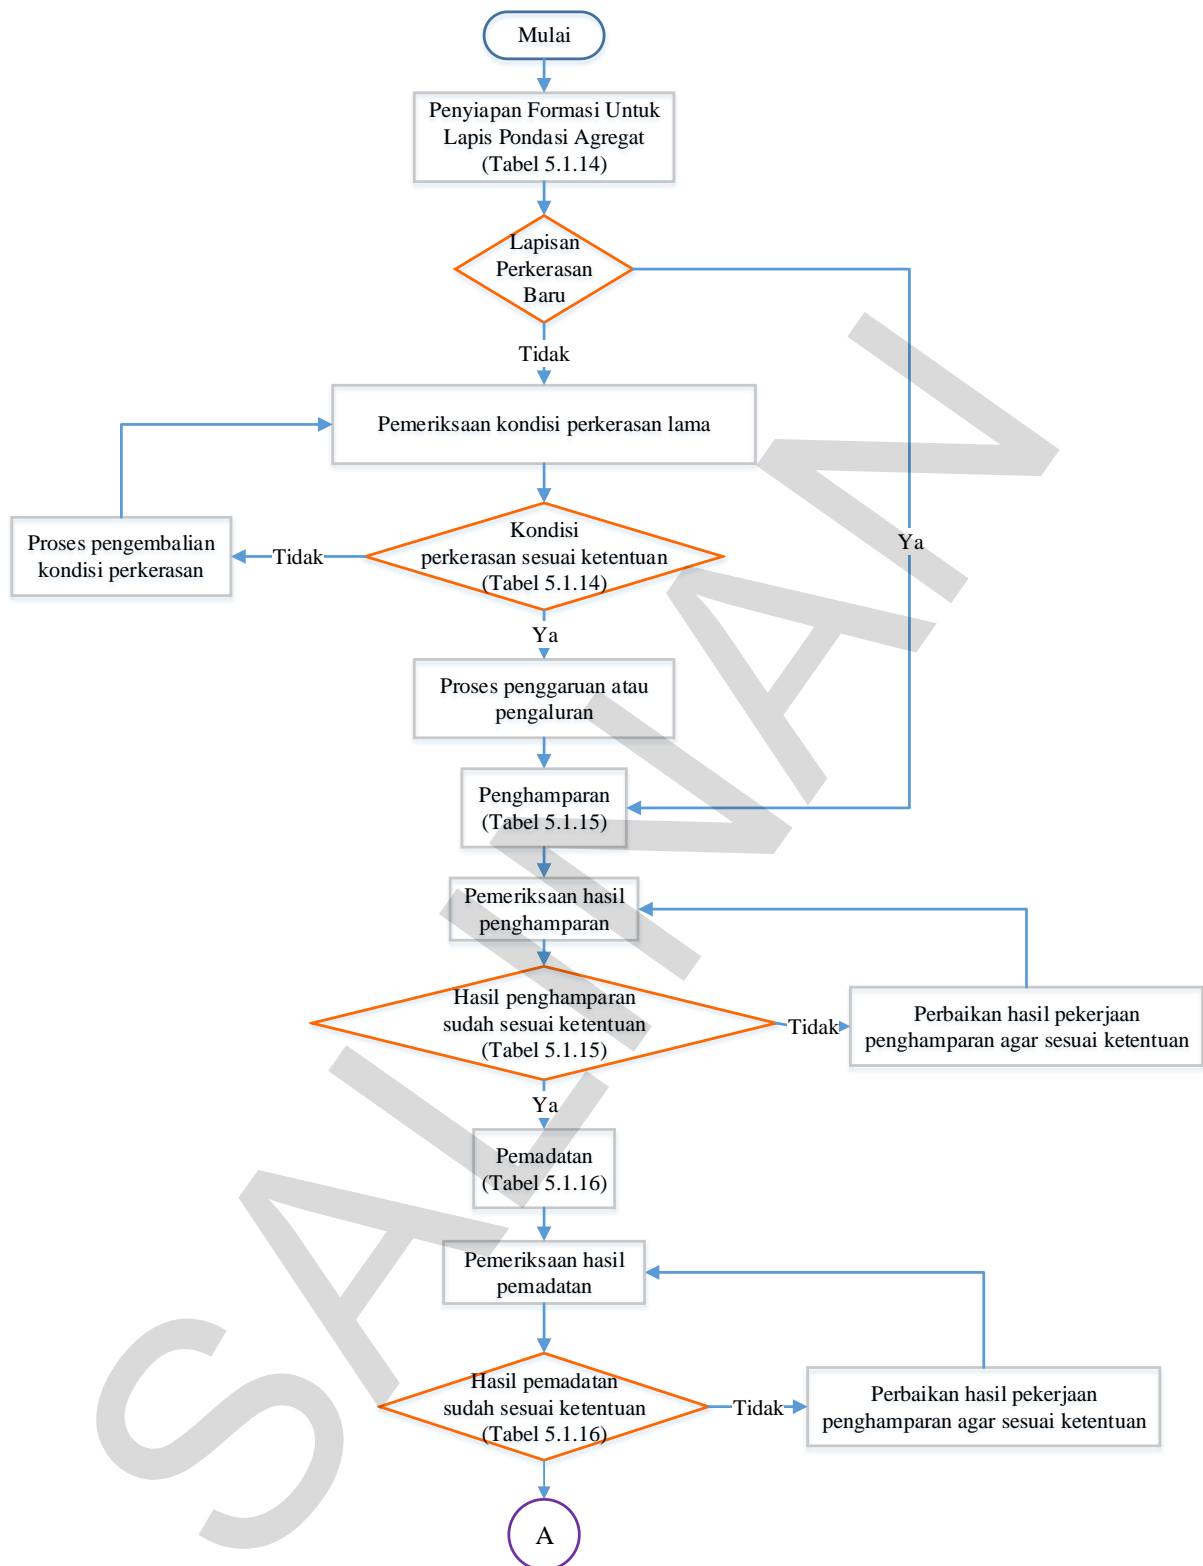 Mulai
Penyiapan Formasi Untuk
Lapis Pondasi Agregat
(Tabel 5.1.14)
Lapisan
Perkerasan
Baru
Tidak
Pemeriksaan kondisi perkerasan lama
Proses pengembalian
kondisi perkerasan
Tidak
Kondisi
perkerasan sesuai ketentuan
(Tabel 5.1.14)
Ya
Ya
Proses penggaruan atau
pengaluran
Penghamparan
(Tabel 5.1.15)
Pemeriksaan hasil
penghamparan
Hasil penghamparan
sudah sesuai ketentuan
(Tabel 5.1.15)
Tidak
Perbaikan hasil pekerjaan
penghamparan agar sesuai ketentuan
Ya
Pemadatan
(Tabel 5.1.16)
Pemeriksaan hasil
pemadatan
Hasil pemadatan
sudah sesuai ketentuan
(Tabel 5.1.16)
Tidak
Perbaikan hasil pekerjaan
penghamparan agar sesuai ketentuan
A
SALINAN